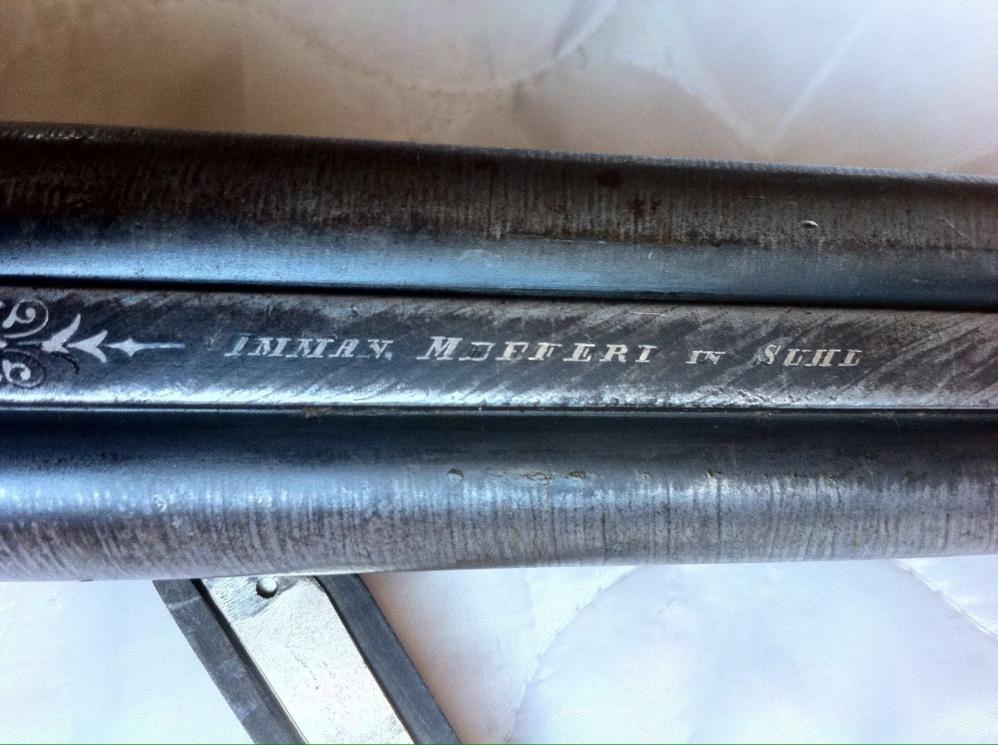 IMMAN. MEFFERT IN SUHL